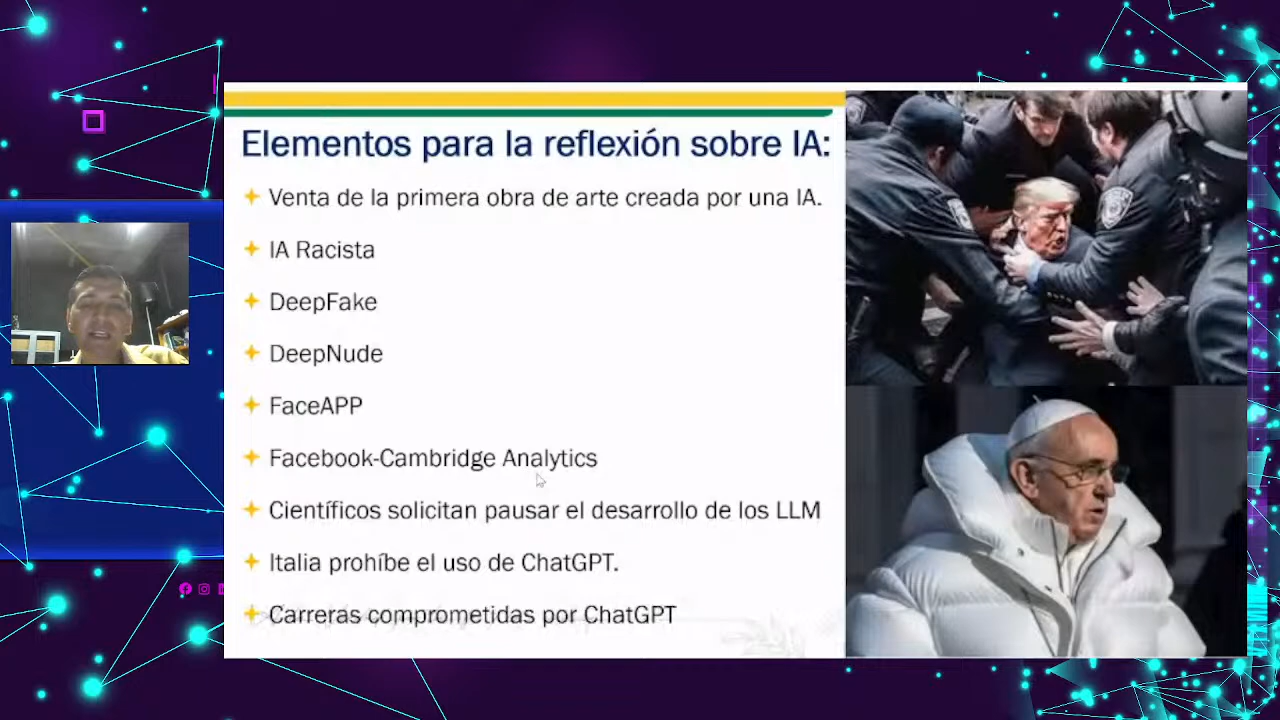 Elementos para la reflexión sobre IA:
Venta de la primera obra de arte creada por una IA.
IA Racista
DeepFake
DeepNude
FaceAPP
Facebook-Cambridge Analytics
Científicos solicitan pausar el desarrollo de los LLM
Italia prohíbe el uso de ChatGPT.
Carreras comprometidas por ChatGPT